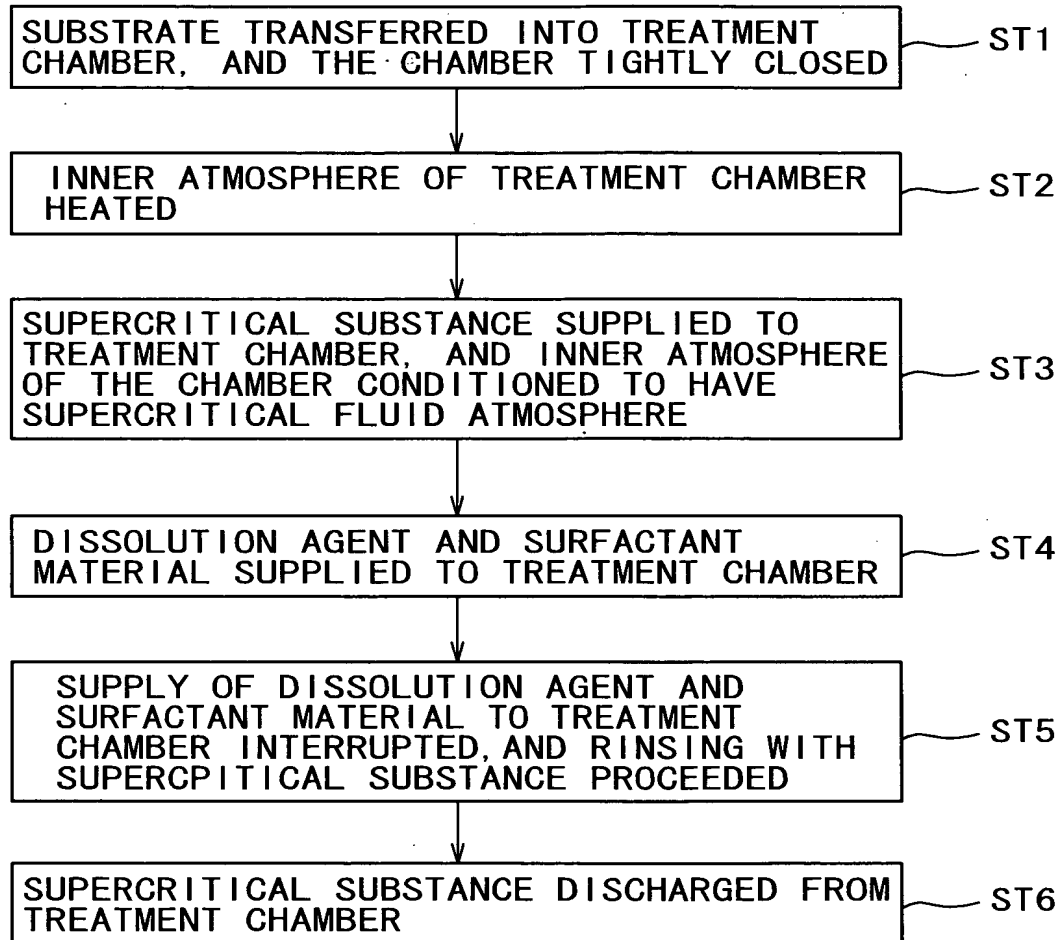 SUBSTRATE TRANSFERRED INTO TREATMENT
CHAMBER, AND THE CHAMBER TIGHTLY CLOSED
ST1
INNER ATMOSPHERE OF TREATMENT CHAMBER
HEATED
ST2
SUPERCRITICAL SUBSTANCE SUPPLIED TO
TREATMENT CHAMBER, AND INNER ATMOSPHERE
OF THE CHAMBER CONDITIONED TO HAVE
SUPERCRITICAL FLUID ATMOSPHERE
ST3
DISSOLUTION AGENT AND SURFACTANT
MATERIAL SUPPLIED TO TREATMENT CHAMBER
ST4
SUPPLY OF DISSOLUTION AGENT AND
SURFACTANT MATERIAL TO TREATMENT
CHAMBER INTERRUPTED, AND RINSING WITH
SUPERCPITICAL SUBSTANCE PROCEEDED
ST5
SUPERCRITICAL SUBSTANCE DISCHARGED FROM
TREATMENT CHAMBER
ST6